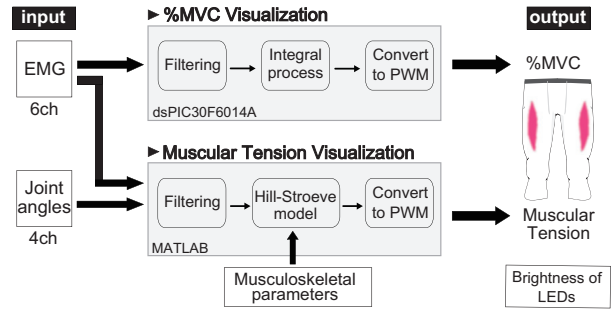 input
▶ %MVC Visualization
output
EMG
6ch
Filtering
Integral
process
Convert
to PWM
dsPIC30F6014A
%MVC
▶ Muscular Tension Visualization
Joint
angles
4ch
Filtering
Hill-Stroeve
model
Convert
to PWM
MATLAB
Musculoskeletal
parameters
Muscular
Tension
Brightness of
LEDs